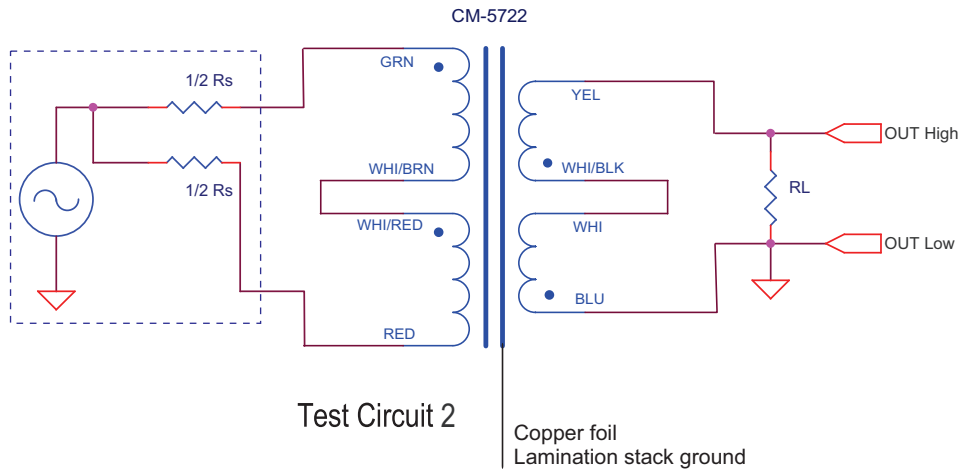 CM-5722
1/2 Rs
GRN
YEL
OUT High
WHI/BRN
WHI/BLK
1/2 Rs
RL
WHI/RED
WHI
OUT Low
BLU
RED
Test Circuit 2
Copper foil
Lamination stack ground